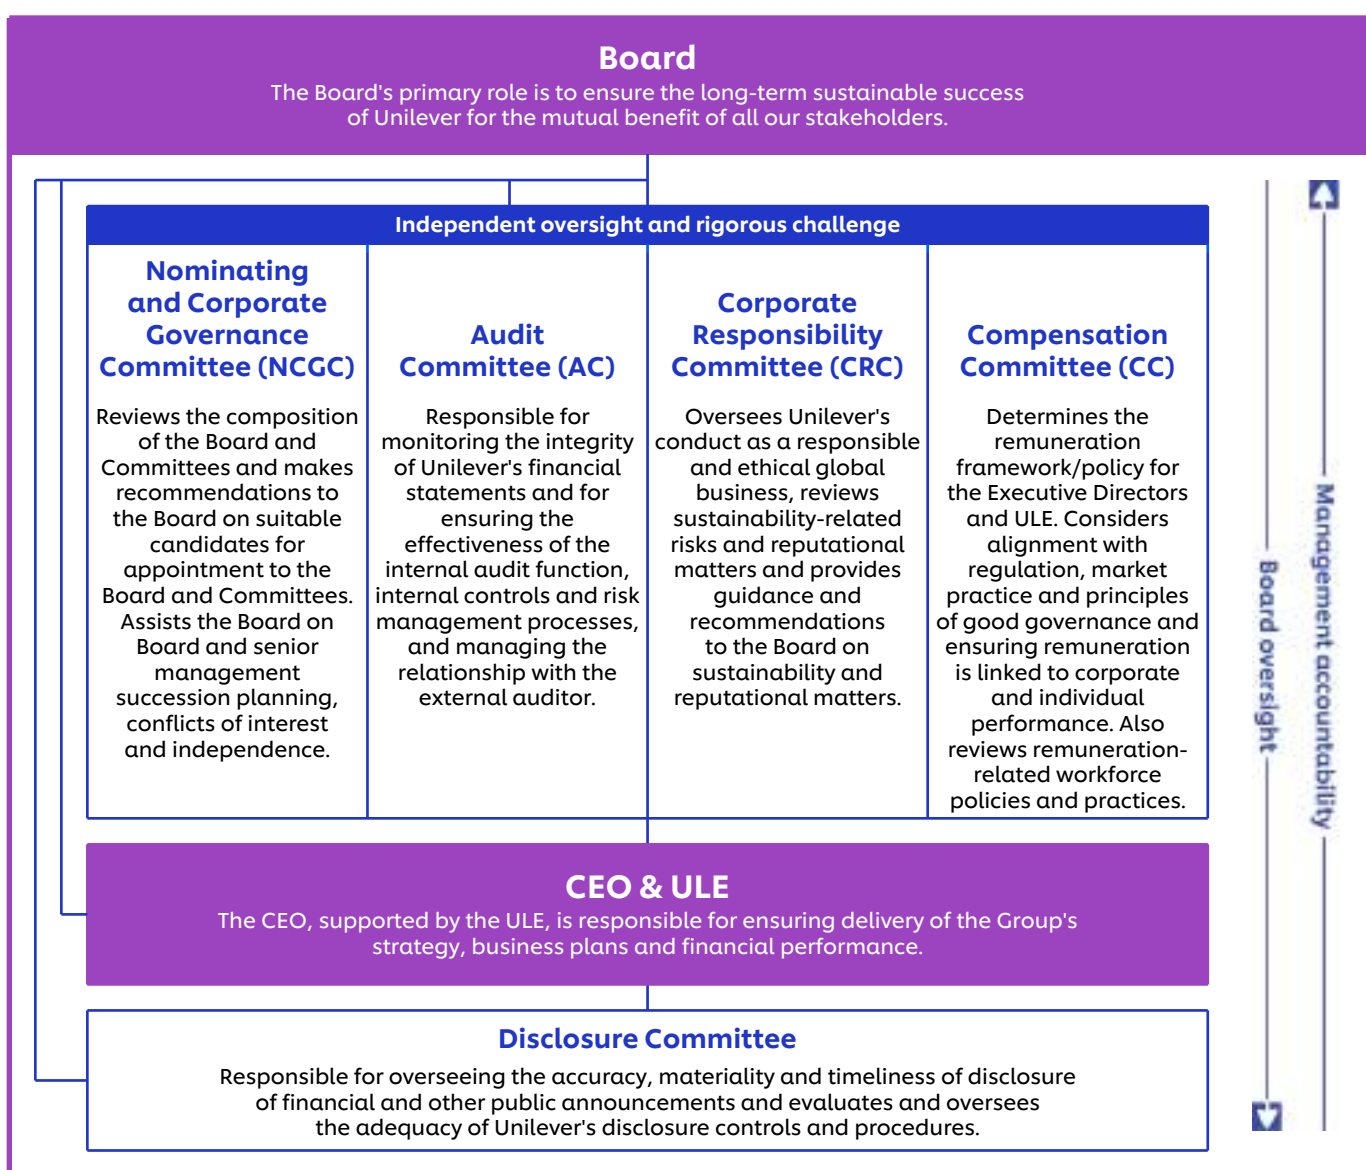 Board
The Board's primary role is to ensure the long-term sustainable success
of Unilever for the mutual benefit of all our stakeholders.
Independent oversight and rigorous challenge
Nominating
and Corporate
Governance
Committee (NCGC)
Reviews the composition
of the Board and
Committees and makes
recommendations to
the Board on suitable
candidates for
appointment to the
Board and Committees.
Assists the Board on
Board and senior
management
succession planning,
conflicts of interest
and independence.
Audit
Committee (AC)
Responsible for
monitoring the integrity
of Unilever's financial
statements and for
ensuring the
effectiveness of the
internal audit function,
internal controls and risk
management processes,
and managing the
relationship with the
external auditor.
Corporate
Responsibility
Committee (CRC)
Oversees Unilever's
conduct as a responsible
and ethical global
business, reviews
sustainability-related
risks and reputational
matters and provides
guidance and
recommendations
to the Board on
sustainability and
reputational matters.
Compensation
Committee (CC)
Determines the
remuneration
framework/policy for
the Executive Directors
and ULE. Considers
alignment with
regulation, market
practice and principles
of good governance and
ensuring remuneration
is linked to corporate
and individual
performance. Also
reviews remuneration-
related workforce
policies and practices.
CEO & ULE
The CEO, supported by the ULE, is responsible for ensuring delivery of the Group's
strategy, business plans and financial performance.
Disclosure Committee
Responsible for overseeing the accuracy, materiality and timeliness of disclosure
of financial and other public announcements and evaluates and oversees
the adequacy of Unilever's disclosure controls and procedures.
Board oversight
Management accountability